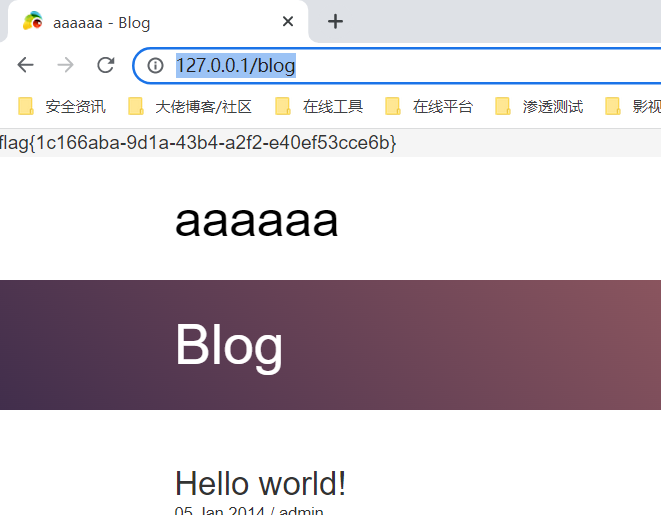 aaaaaa - Blog
127.0.0.1/blog
安全资讯 大佬博客/社区 在线工具 在线平台 渗透测试 影视
flag{1c166aba-9d1a-43b4-a2f2-e40ef53cce6b}
aaaaaa
Blog
Hello world!
05 Jan 2014 / admin